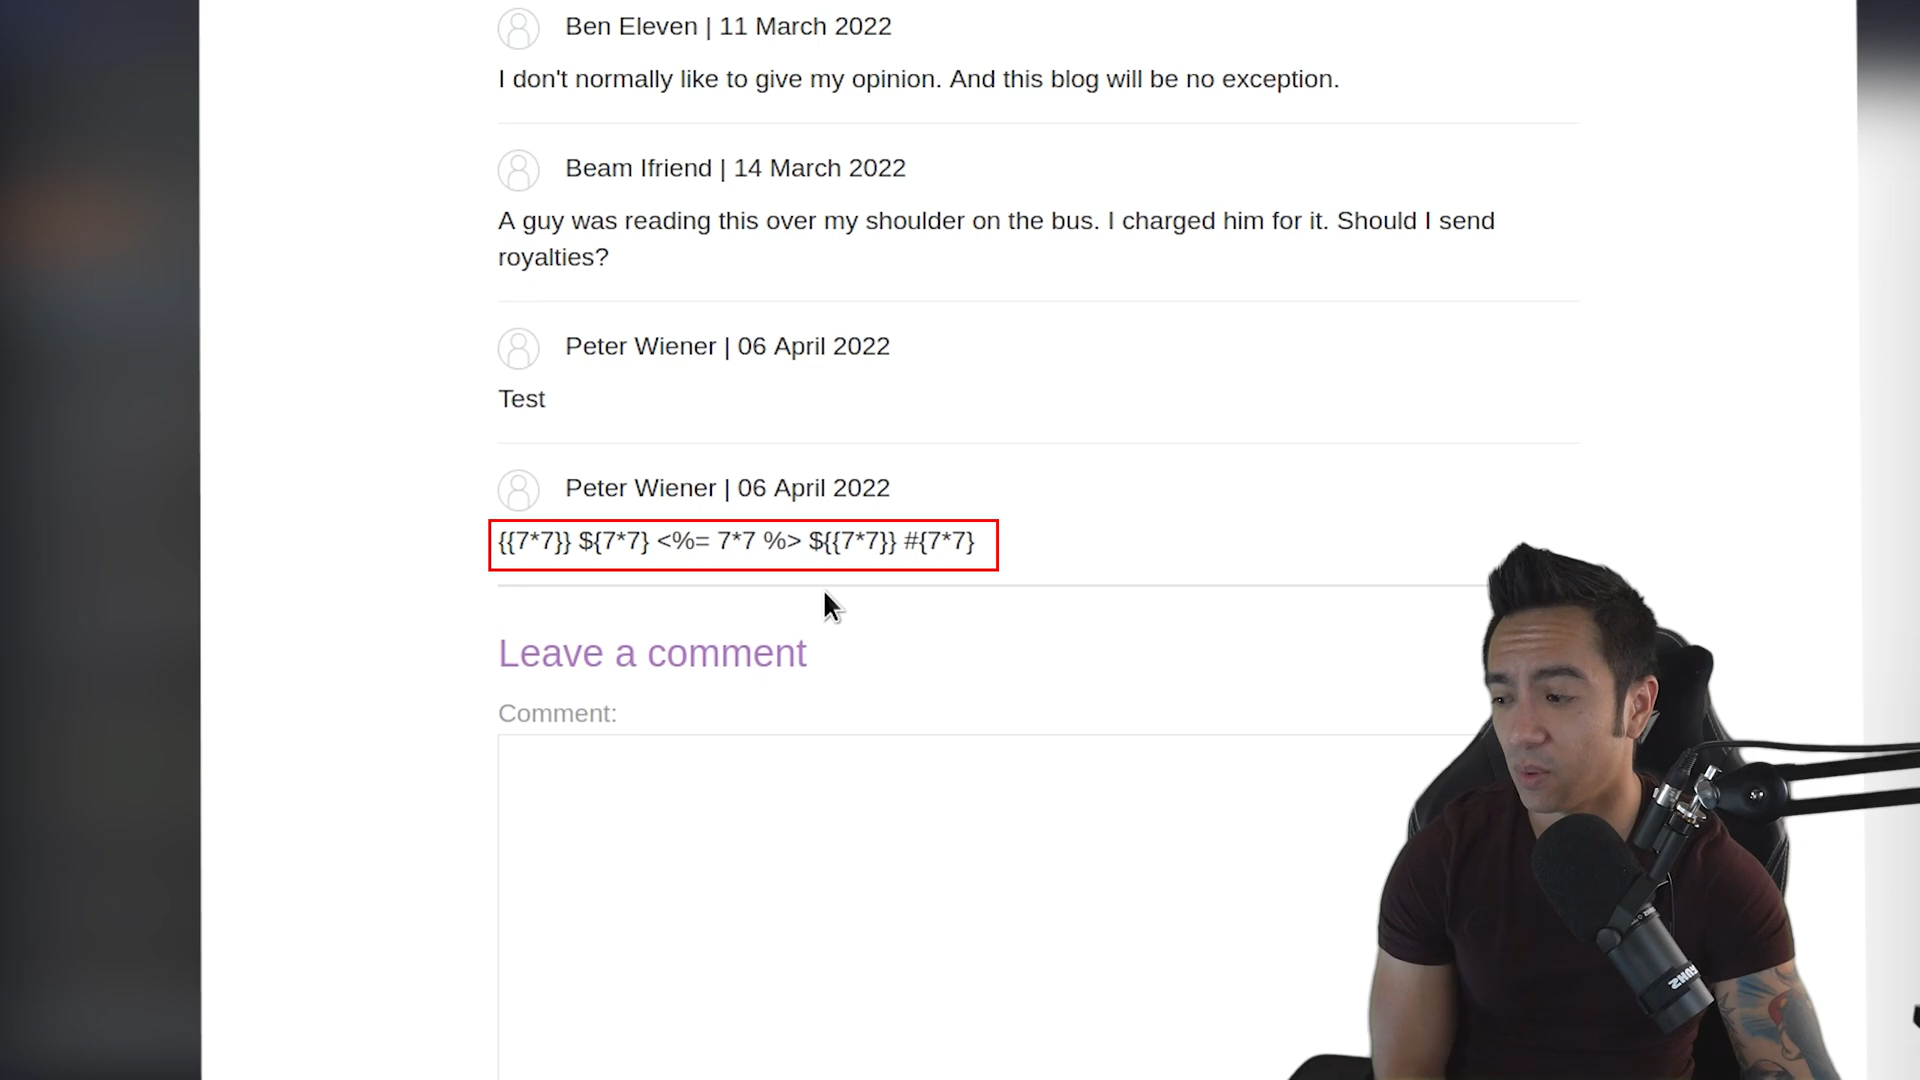 Ben Eleven | 11 March 2022
I don't normally like to give my opinion. And this blog will be no exception.
Beam Ifriend | 14 March 2022
A guy was reading this over my shoulder on the bus. I charged him for it. Should I send
royalties?
Peter Wiener | 06 April 2022
Test
Peter Wiener | 06 April 2022
{{7*7}} ${7*7} <%= 7*7 %> ${{7*7}} #{7*7}
Leave a comment
Comment:
SHURE